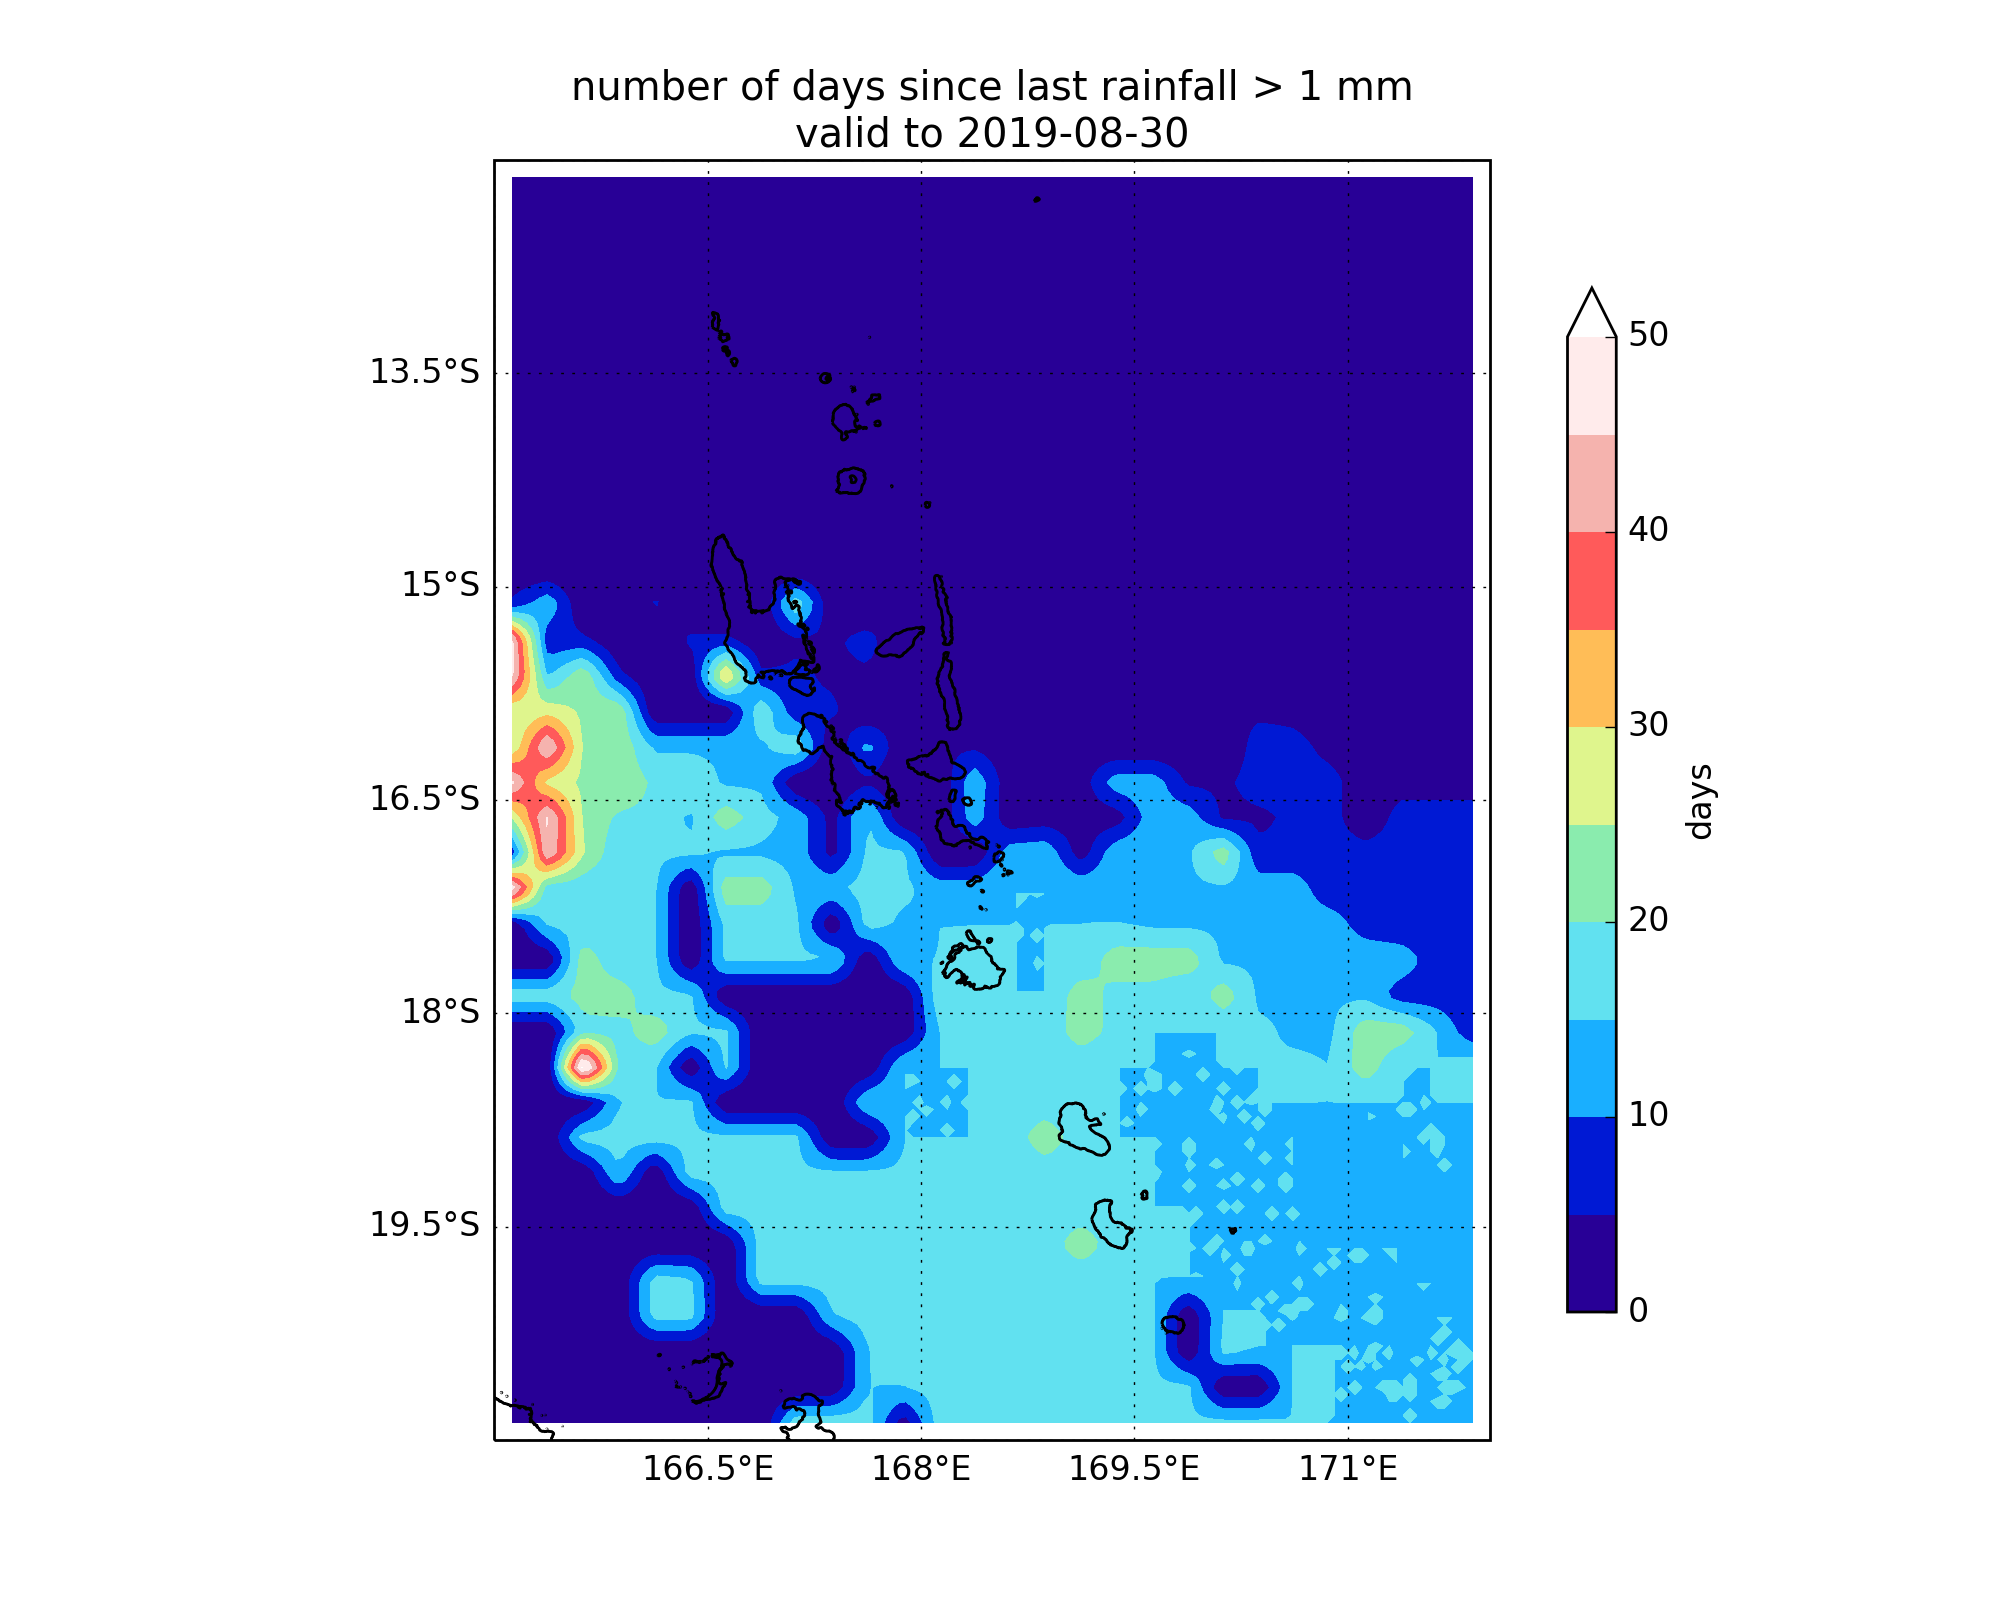 number of days since last rainfall > 1 mm
valid to 2019-08-30
13.5°S
15°S
16.5°S
18°S
19.5°S
166.5°E
168°E
169.5°E
171°E
50
40
30
20
10
0
days